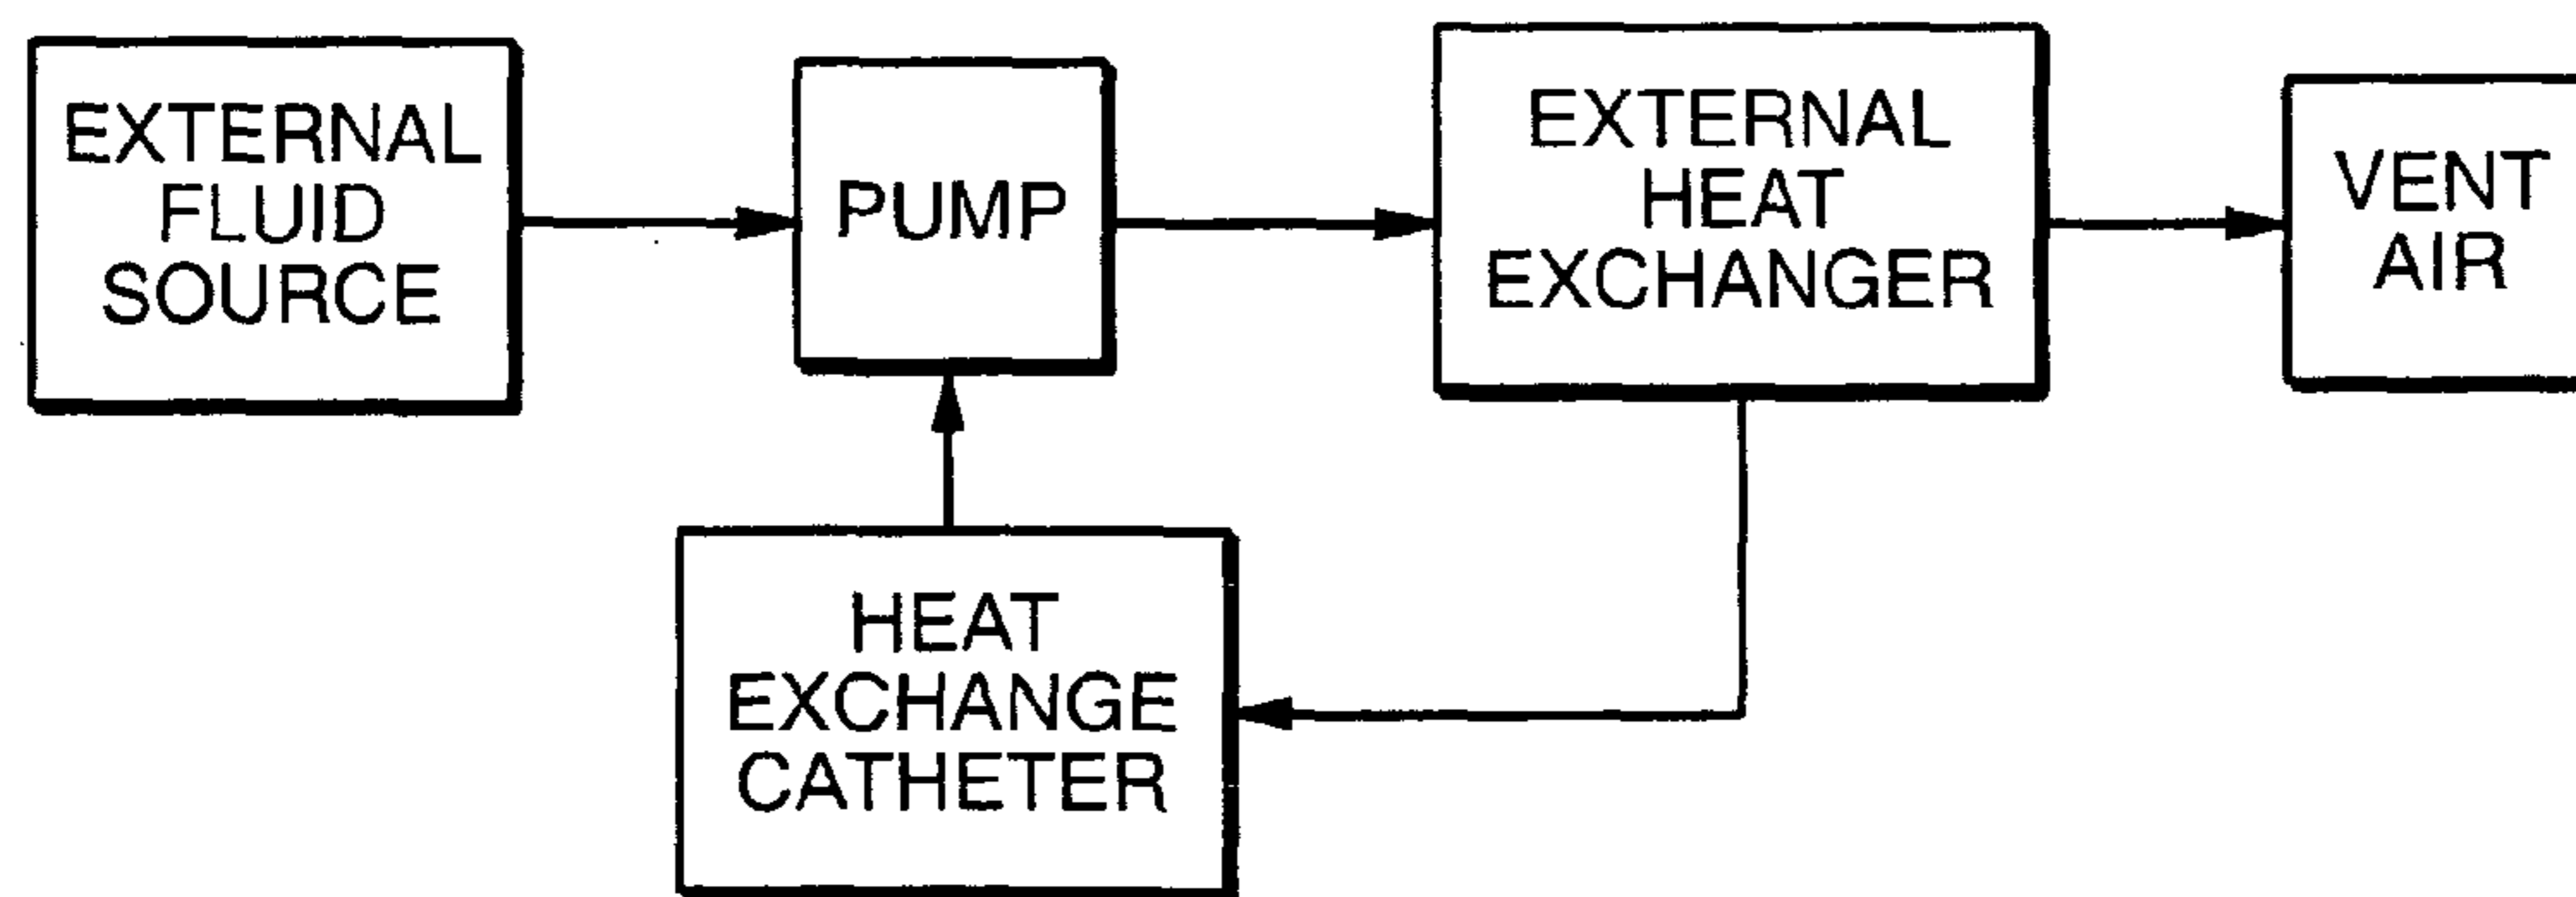 EXTERNAL
FLUID
SOURCE
PUMP
EXTERNAL
HEAT
EXCHANGER
VENT
AIR
HEAT
EXCHANGE
CATHETER